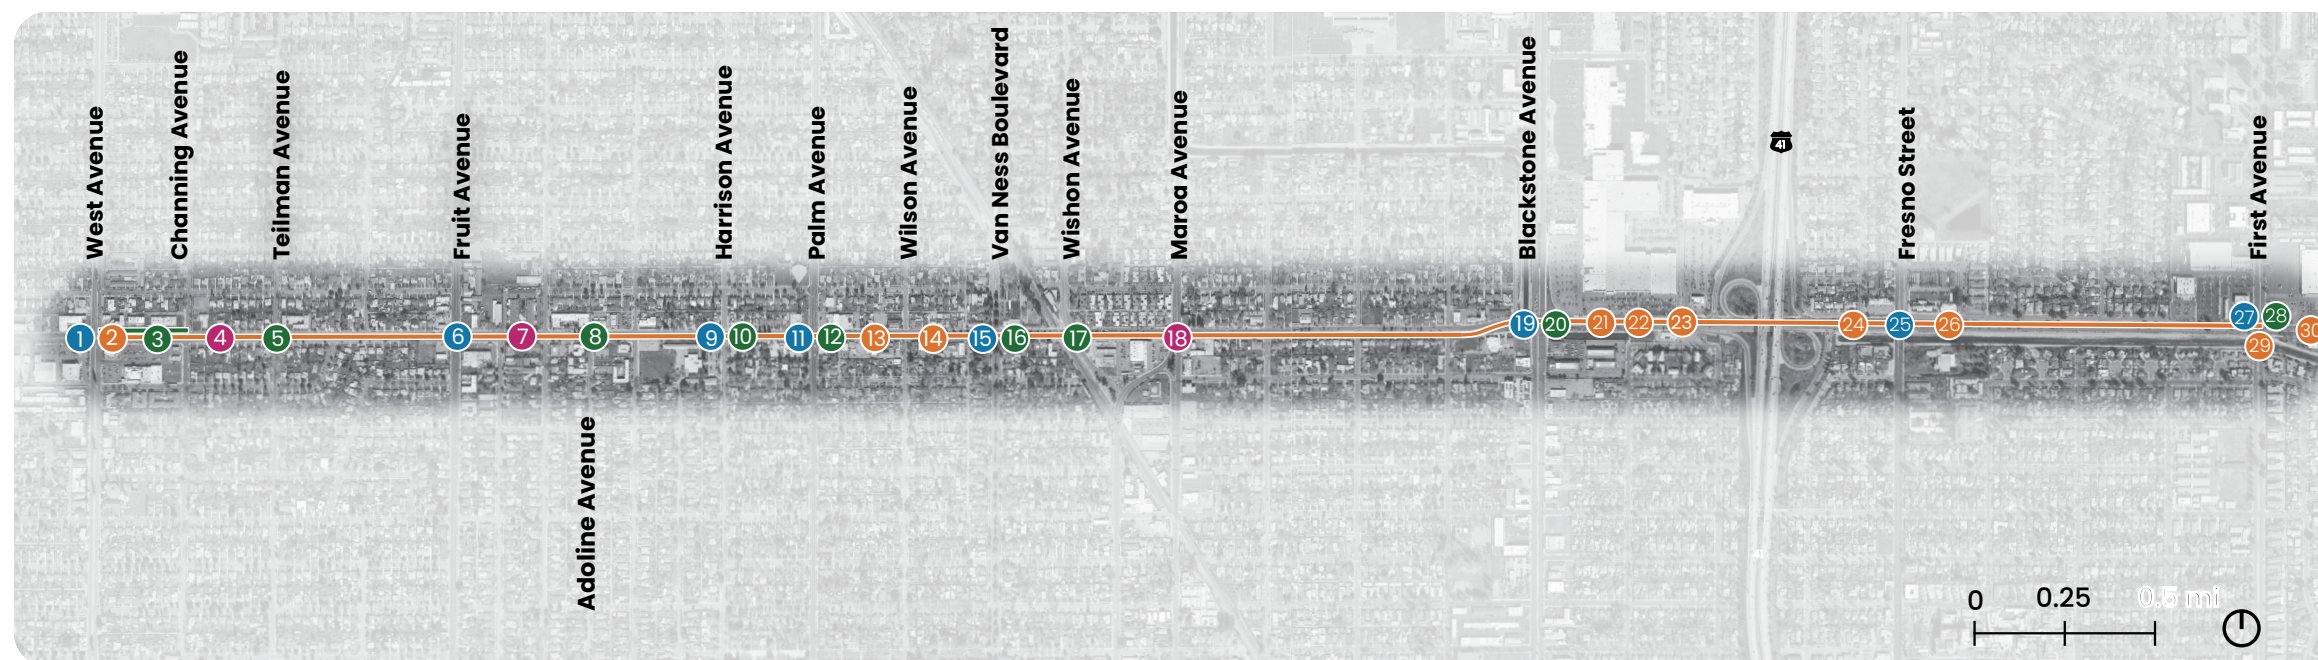 West Avenue
Channing Avenue
Teilman Avenue
Fruit Avenue
Harrison Avenue
Palm Avenue
Wilson Avenue
Van Ness Boulevard
Wishon Avenue
Maroa Avenue
Blackstone Avenue
41
Fresno Street
First Avenue
1
2
3
4
5
6
7
8
9
10
11
12
13
14
15
16
17
18
19
20
21
22
23
24
25
26
27
28
29
30
Adoline Avenue
41
0 0.25 0.5 mi